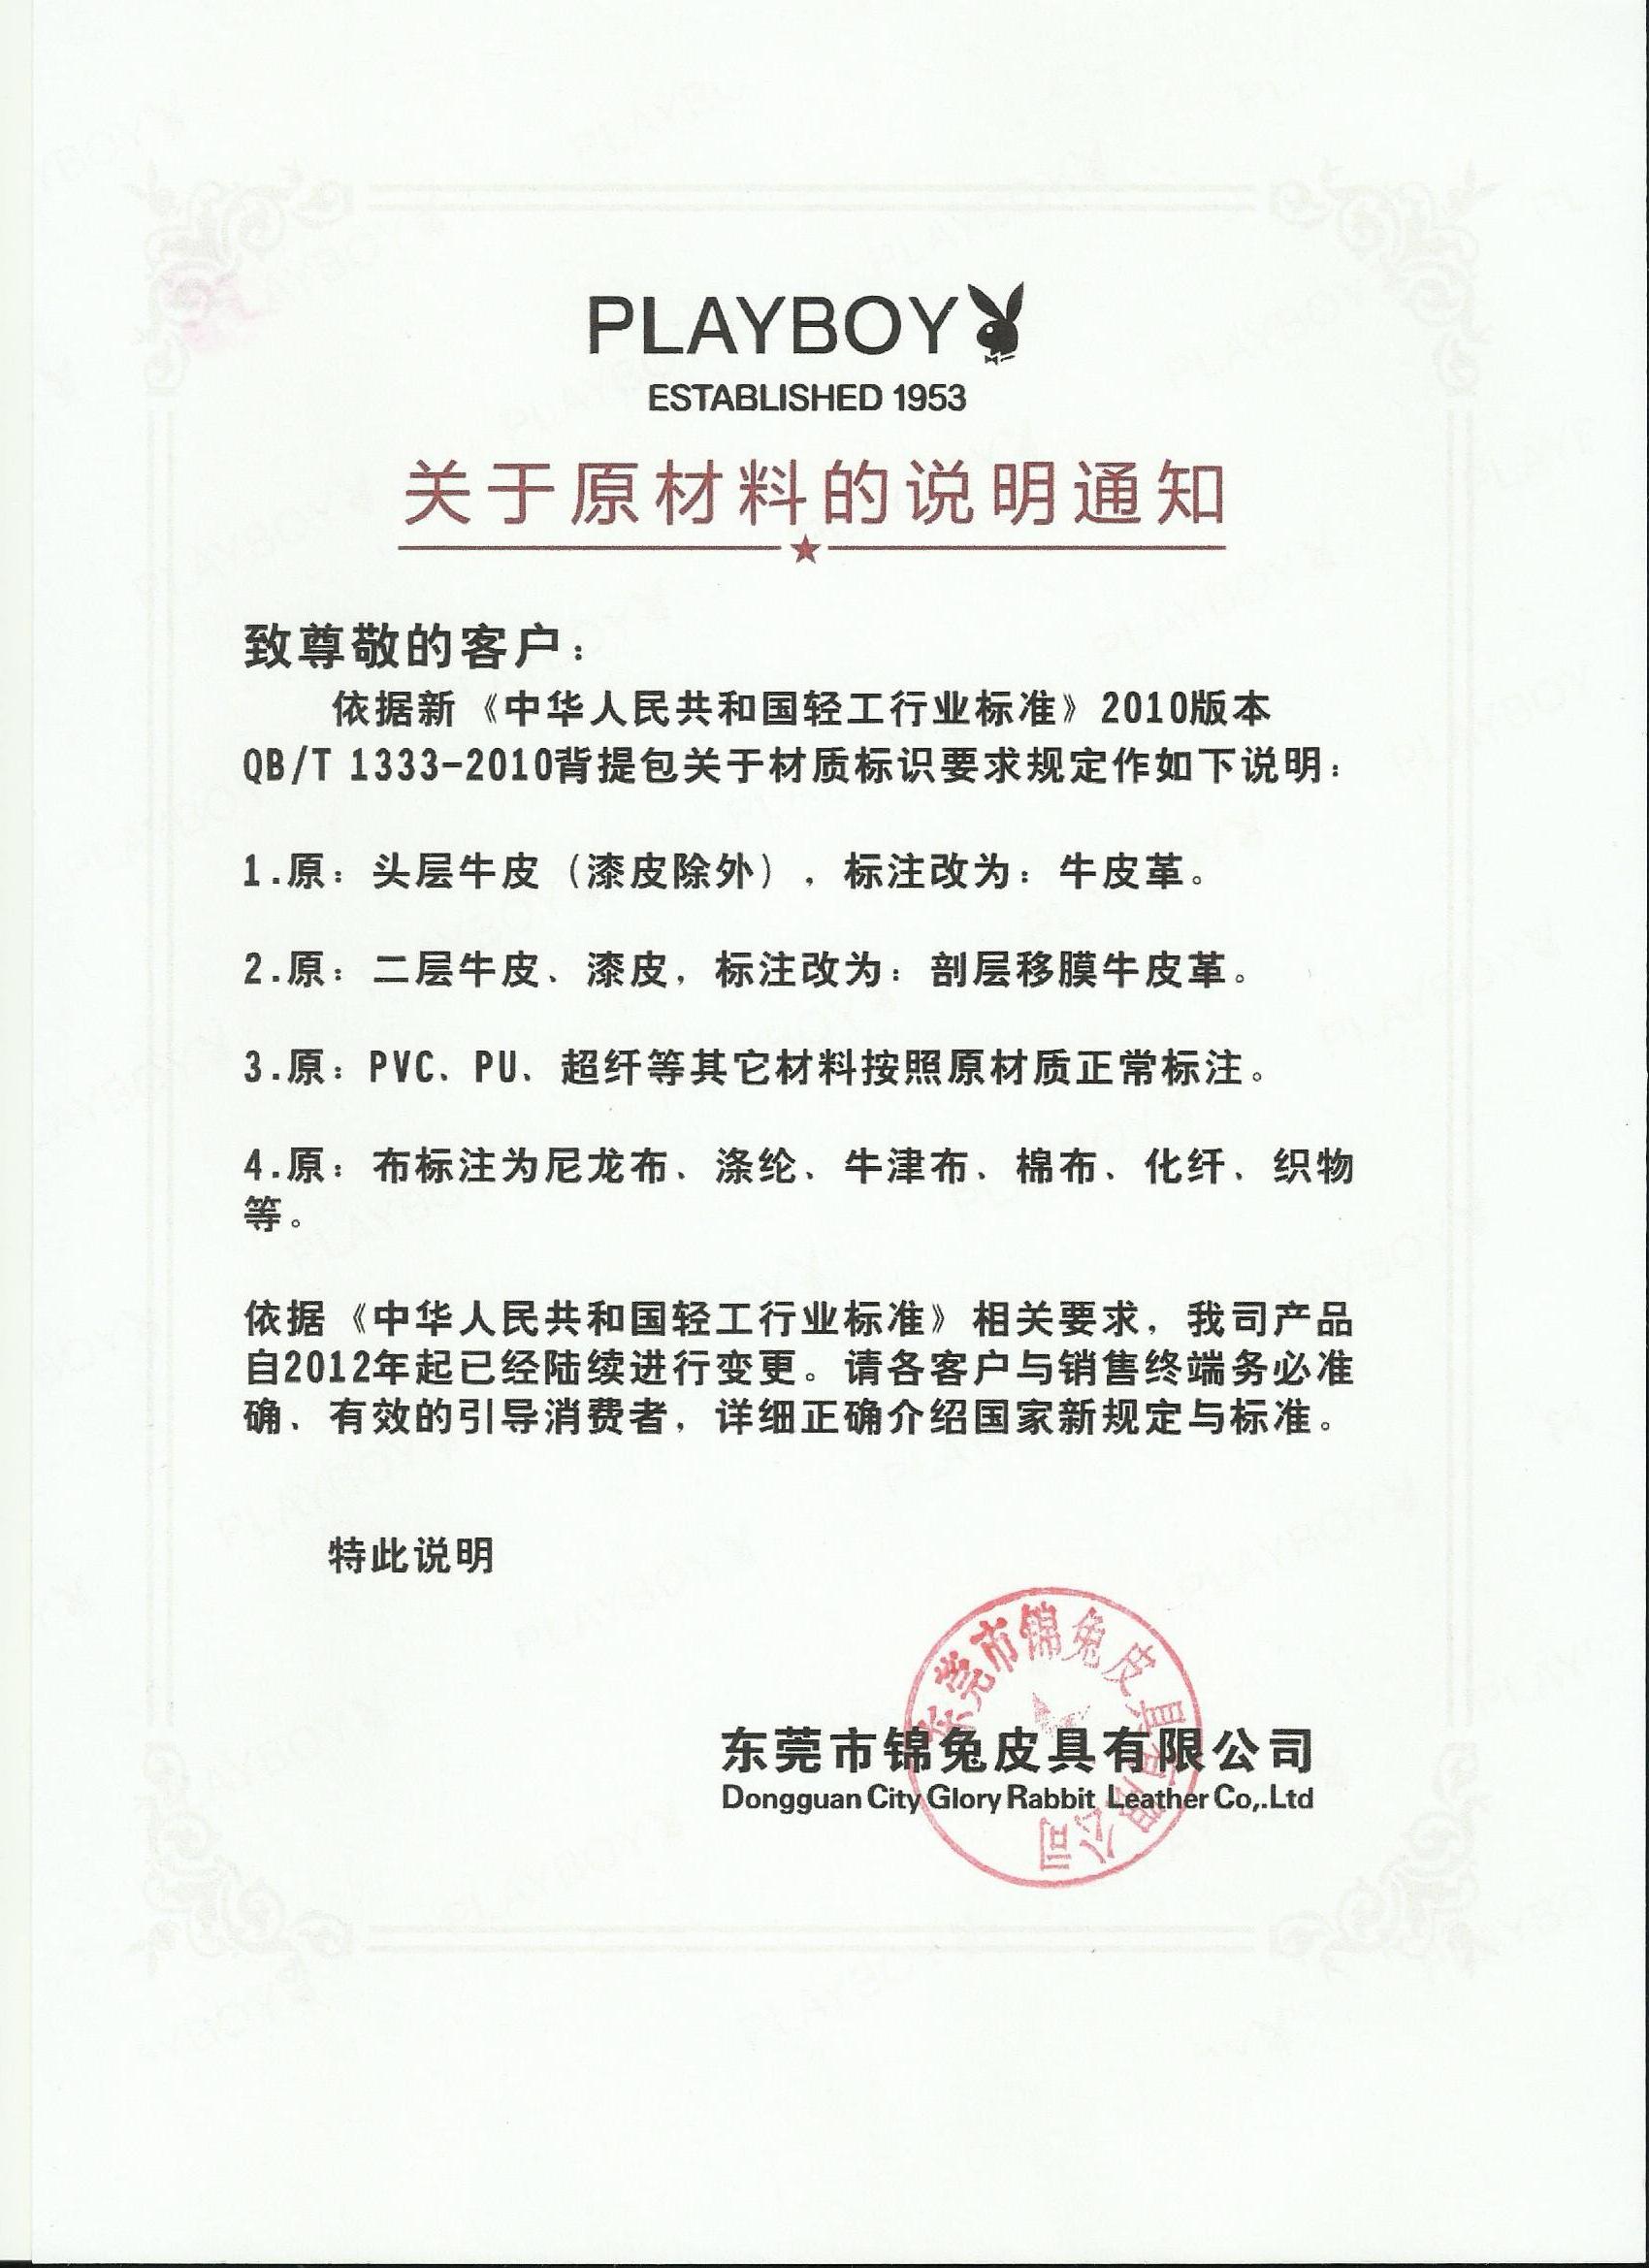 PLAYBOY
ESTABLISHED 1953
关于原材料的说明通知
致尊敬的客户：
依据新《中华人民共和国轻工行业标准》2010版本
QB/T 1333-2010背提包关于材质标识要求规定作如下说明：
1.原：头层牛皮（漆皮除外），标注改为：牛皮革。
2.原：二层牛皮、漆皮，标注改为：剖层移膜牛皮革。
3.原：PVC、PU、超纤等其它材料按照原材质正常标注。
4.原：布标注为尼龙布、涤纶、牛津布、棉布、化纤、织物
等。
依据《中华人民共和国轻工行业标准》相关要求，我司产品
自2012年起已经陆续进行变更。请各客户与销售终端务必准
确、有效的引导消费者，详细正确介绍国家新规定与标准。
特此说明
东莞市锦兔皮具有限公司
东莞市锦兔皮具有限公司
Dongguan City Glory Rabbit Leather Co,.Ltd